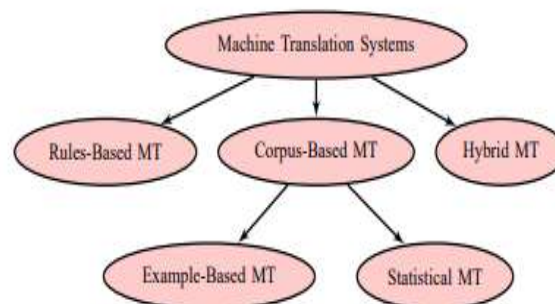 Machine Translation Systems
Rules-Based MT
Corpus-Based MT
Hybrid MT
Example-Based MT
Statistical MT